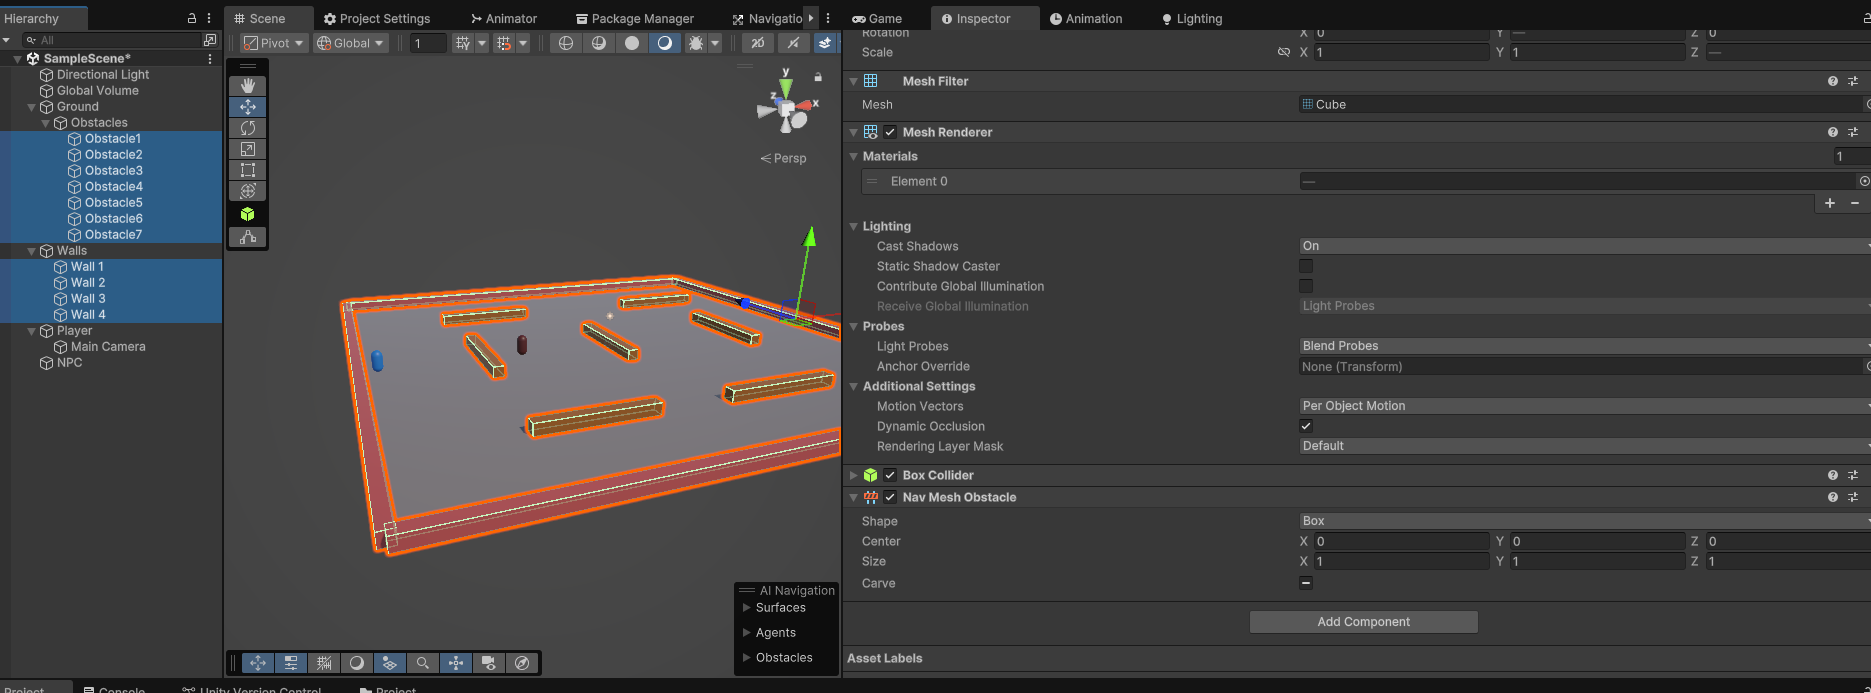 Hierarchy
Scene
Project Settings
Animator
Package Manager
Navigatio
Game
Inspector
Animation
Lighting
All
Pivot
Global
1
2D
Rotation
X 0
Y —
Z 0
Scale
X 1
Y 1
Z —
SampleScene*
Directional Light
Global Volume
Ground
Obstacles
Obstacle1
Obstacle2
Obstacle3
Obstacle4
Obstacle5
Obstacle6
Obstacle7
Walls
Wall 1
Wall 2
Wall 3
Wall 4
Player
Main Camera
NPC
y
z
x
Persp
AI Navigation
Surfaces
Agents
Obstacles
Mesh Filter
Mesh
Cube
Mesh Renderer
Materials
1
Element 0
—
Lighting
Cast Shadows
On
Static Shadow Caster
Contribute Global Illumination
Receive Global Illumination
Light Probes
Probes
Light Probes
Blend Probes
Anchor Override
None (Transform)
Additional Settings
Motion Vectors
Per Object Motion
Dynamic Occlusion
Rendering Layer Mask
Default
Box Collider
Nav Mesh Obstacle
Shape
Box
Center
X 0
Y 0
Z 0
Size
X 1
Y 1
Z 1
Carve
Add Component
Asset Labels
Project
Console
Unity Version Control
Project